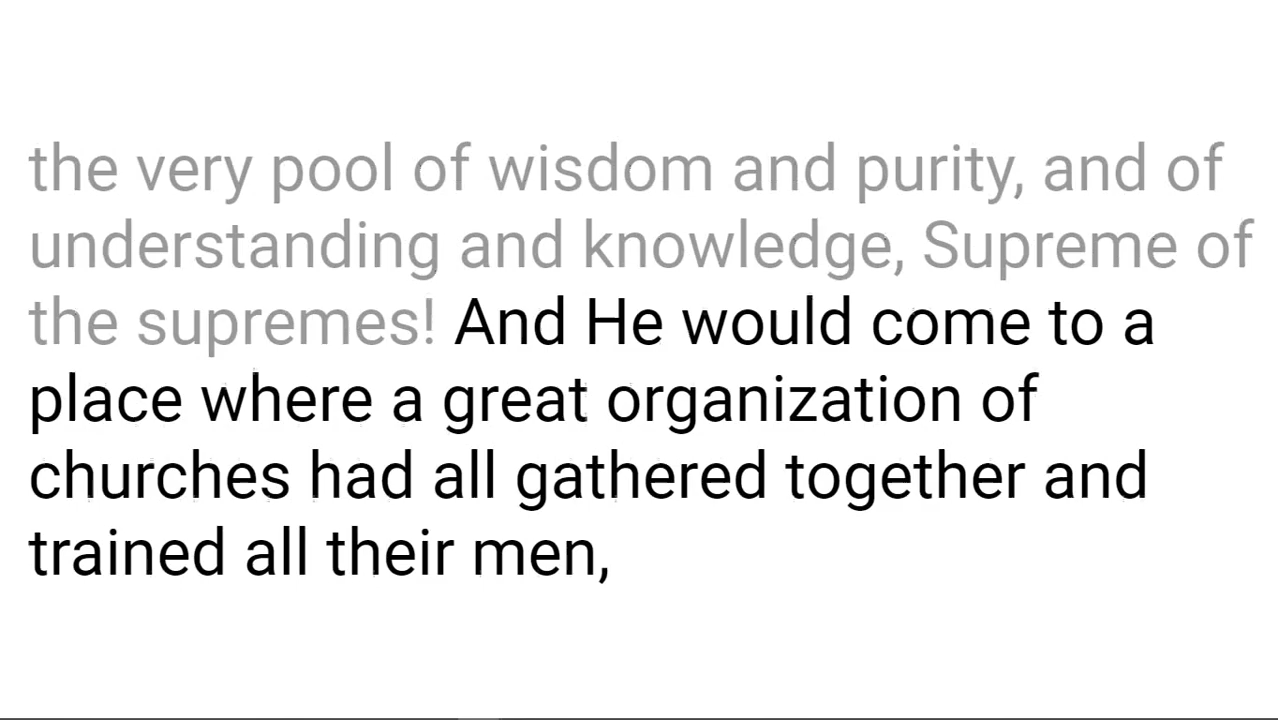 the very pool of wisdom and purity, and of
understanding and knowledge, Supreme of
the supremes! And He would come to a
place where a great organization of
churches had all gathered together and
trained all their men,